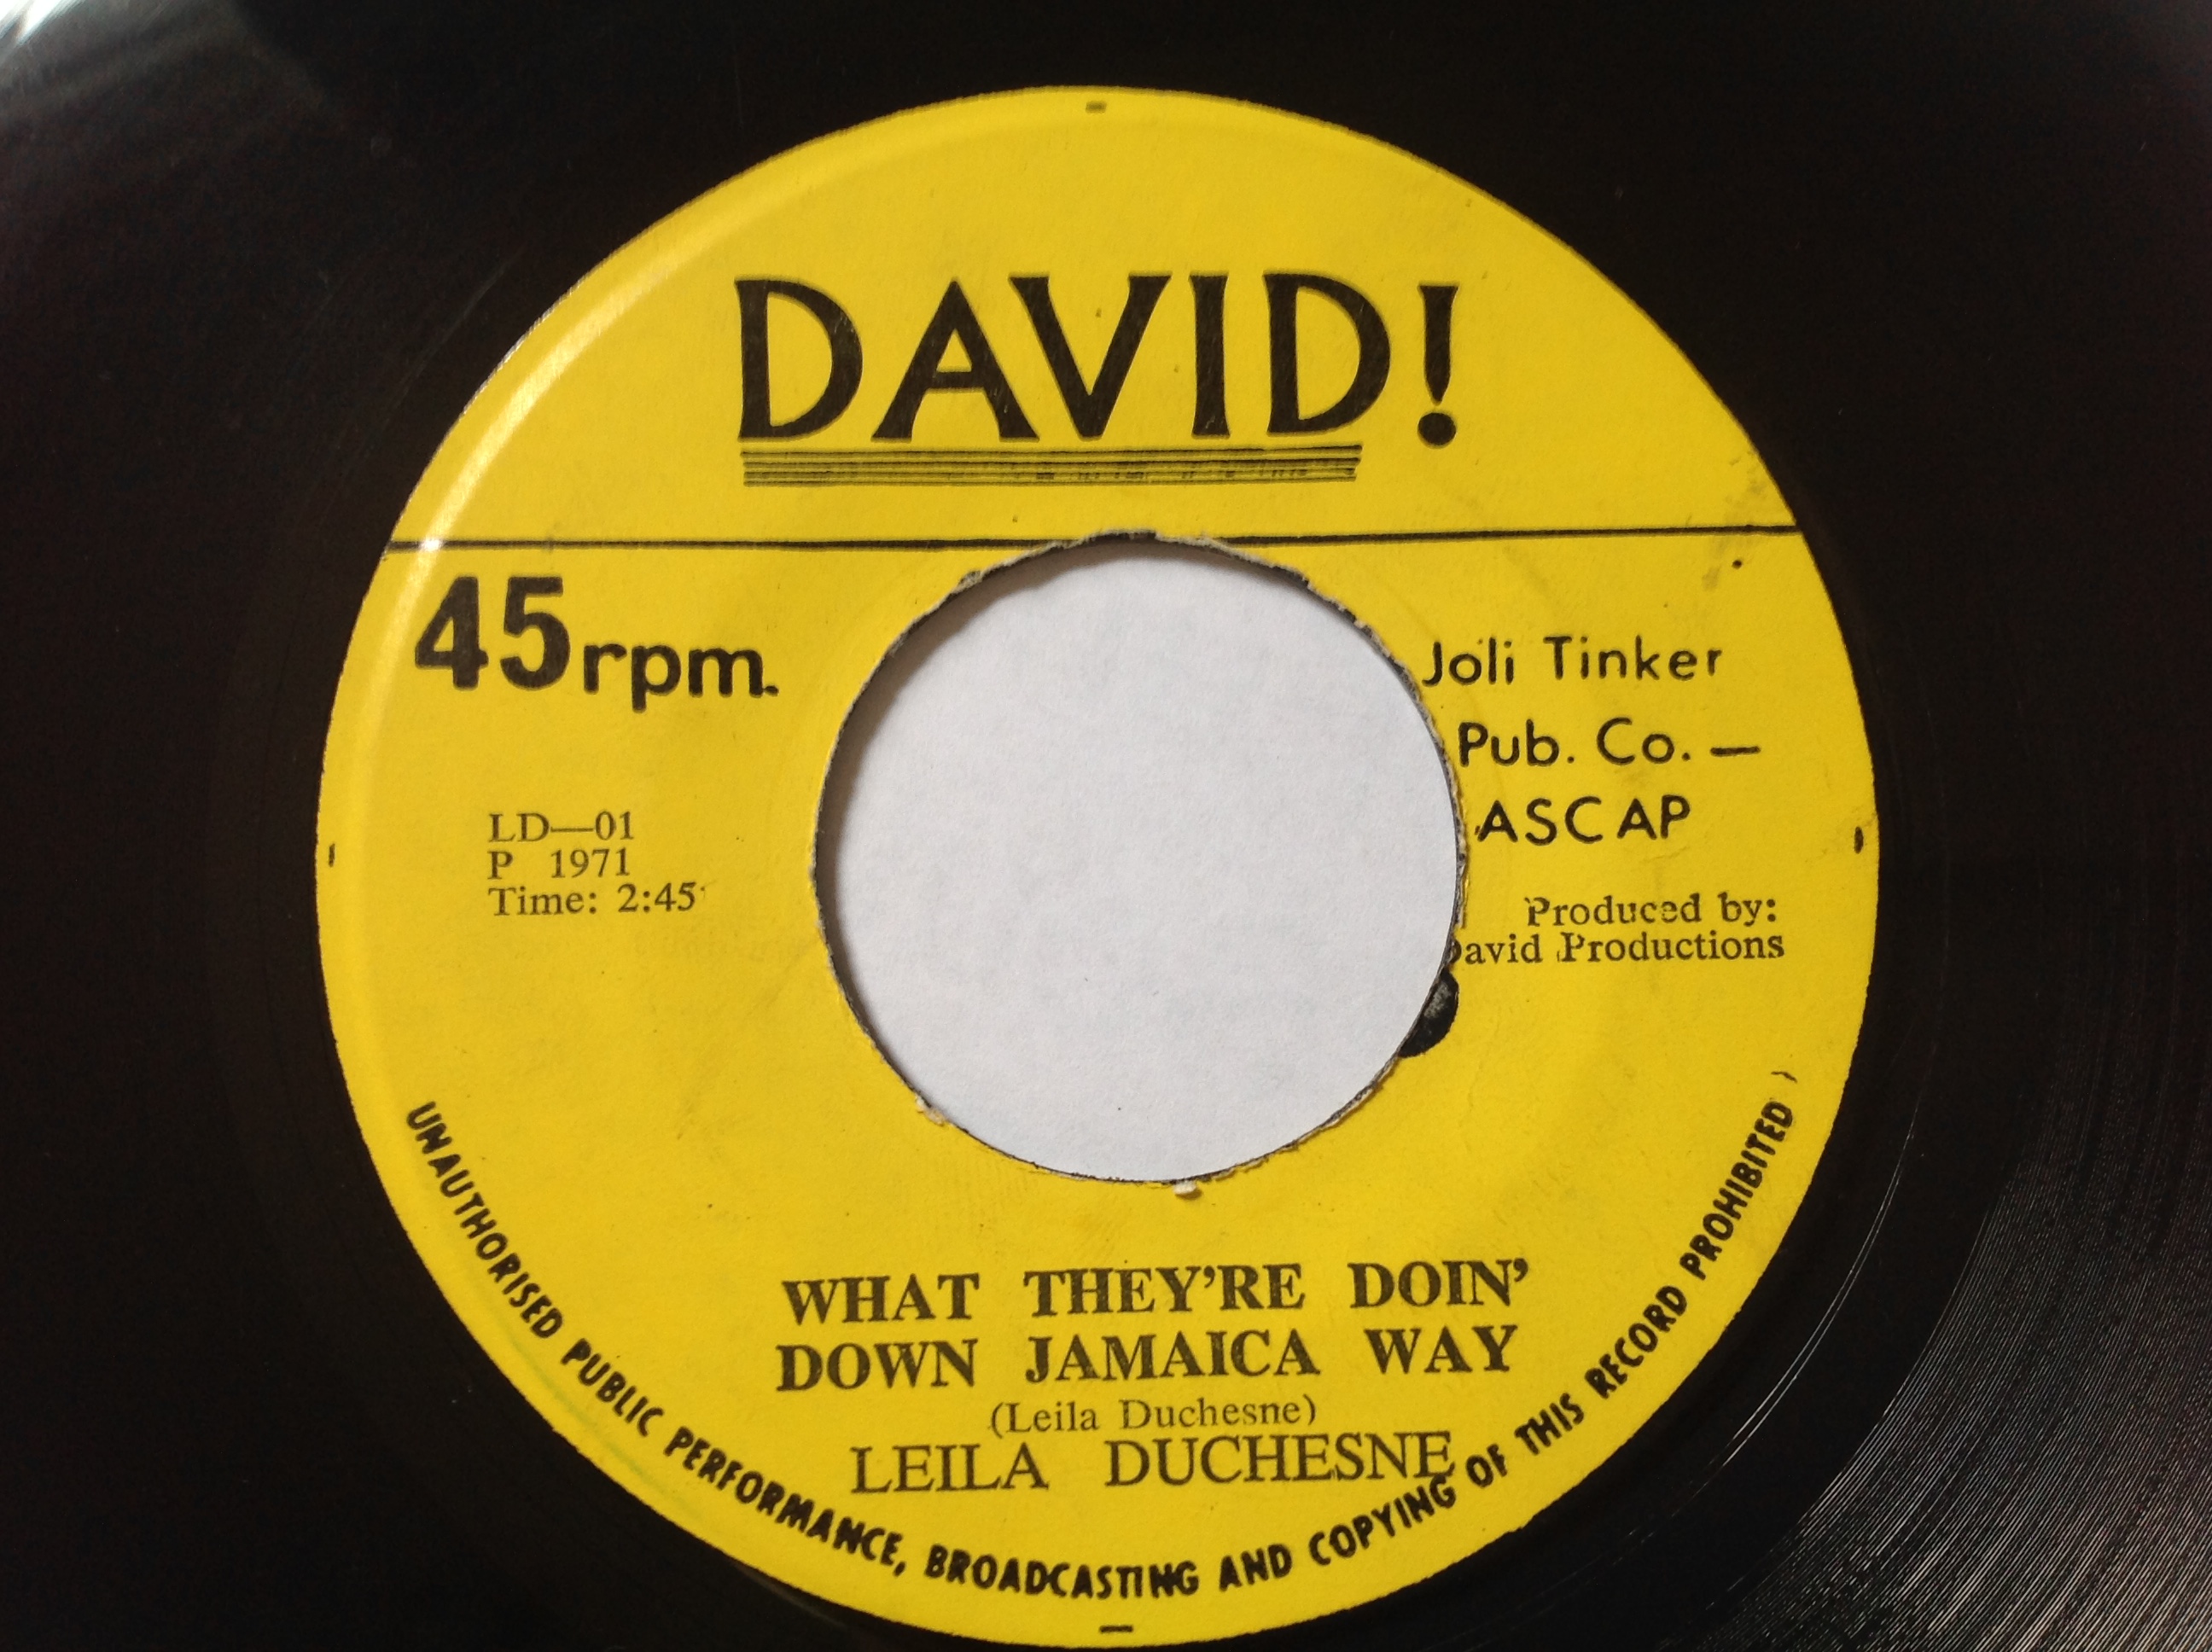 DAVID!
45rpm.
Joli Tinker
Pub. Co. —
ASCAP
LD—01
P 1971
Time: 2:45
Produced by:
David Productions
WHAT THEY'RE DOIN'
DOWN JAMAICA WAY
(Leila Duchesne)
LEILA DUCHESNE
UNAUTHORISED PUBLIC PERFORMANCE, BROADCASTING AND COPYING OF THIS RECORD PROHIBITED